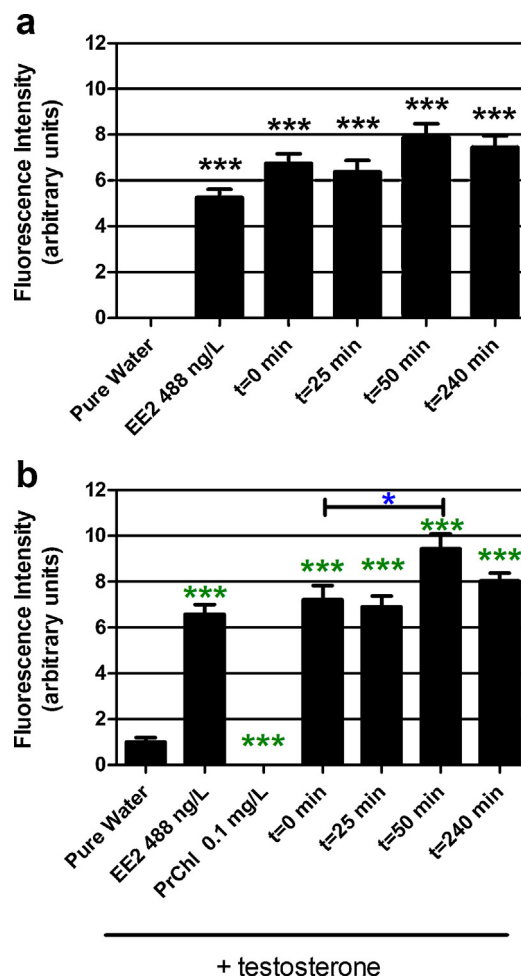 a
Fluorescence Intensity
(arbitrary units)
12
10
8
6
4
2
0
***
***
***
***
***
Pure Water
EE2 488 ng/L
t=0 min
t=25 min
t=50 min
t=240 min
b
Fluorescence Intensity
(arbitrary units)
12
10
8
6
4
2
0
*
***
***
***
***
***
***
Pure Water
EE2 488 ng/L
PrChl 0.1 mg/L
t=0 min
t=25 min
t=50 min
t=240 min
+ testosterone